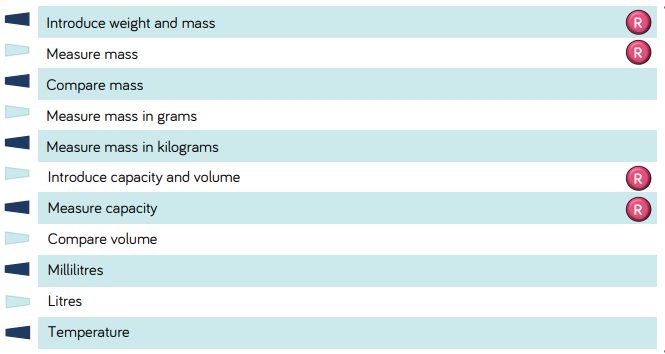 Introduce weight and mass R
Measure mass R
Compare mass
Measure mass in grams
Measure mass in kilograms
Introduce capacity and volume R
Measure capacity R
Compare volume
Millilitres
Litres
Temperature